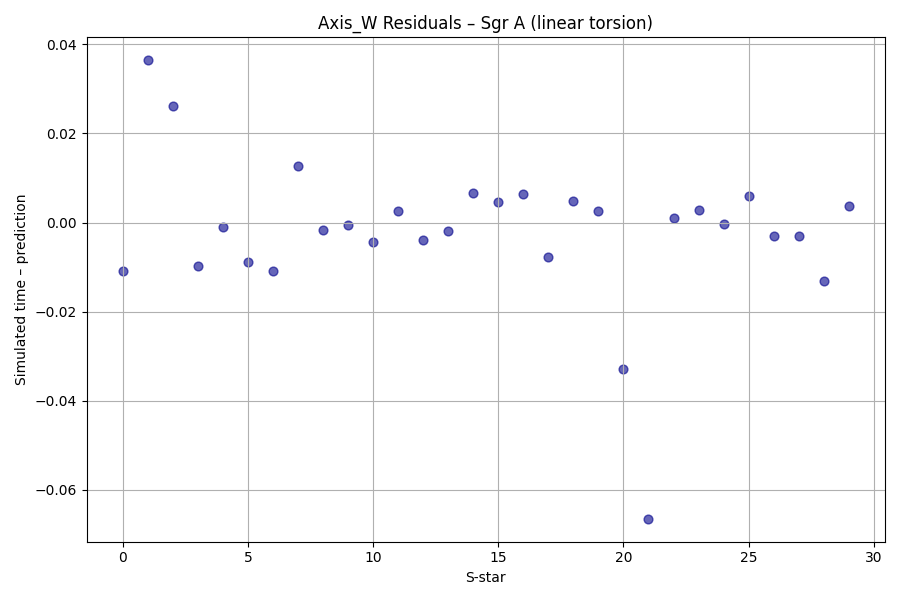 Axis_W Residuals – Sgr A (linear torsion)
0.04
0.02
0.00
−0.02
−0.04
−0.06
Simulated time – prediction
0 5 10 15 20 25 30
S-star